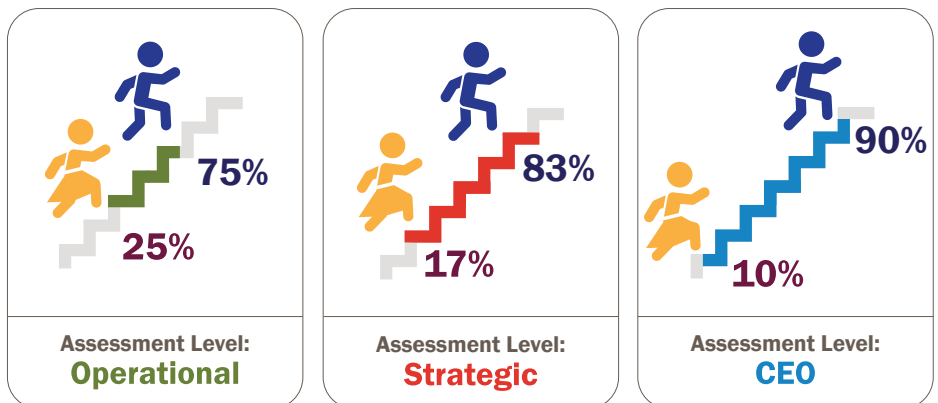 75%
25%
Assessment Level:
Operational
83%
17%
Assessment Level:
Strategic
90%
10%
Assessment Level:
CEO